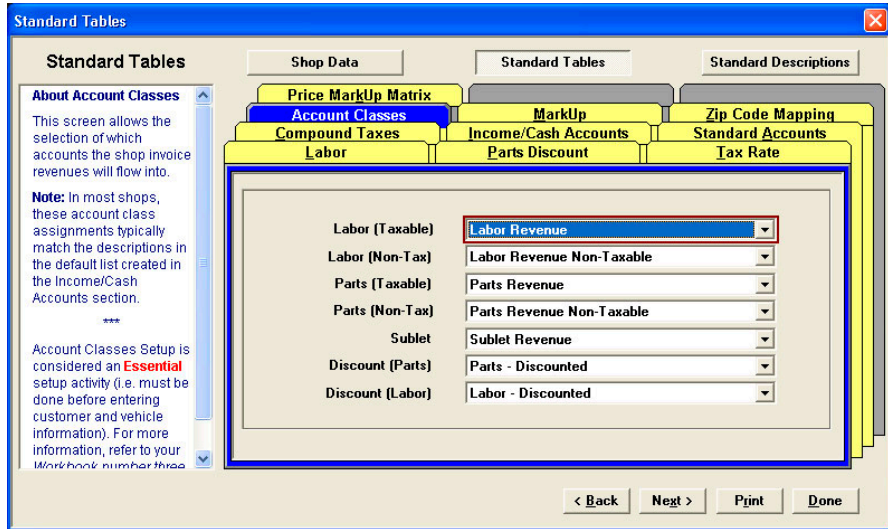 Standard Tables
Standard Tables
Shop Data
Standard Tables
Standard Descriptions
About Account Classes
This screen allows the
selection of which
accounts the shop invoice
revenues will flow into.
Note: In most shops,
these account class
assignments typically
match the descriptions in
the default list created in
the Income/Cash
Accounts section.
***
Account Classes Setup is
considered an Essential
setup activity (i.e. must be
done before entering
customer and vehicle
information). For more
information, refer to your
Workbook number three
Price MarkUp Matrix
Account Classes
MarkUp
Zip Code Mapping
Compound Taxes
Income/Cash Accounts
Standard Accounts
Labor
Parts Discount
Tax Rate
Labor (Taxable) Labor Revenue
Labor (Non-Tax) Labor Revenue Non-Taxable
Parts (Taxable) Parts Revenue
Parts (Non-Tax) Parts Revenue Non-Taxable
Sublet Sublet Revenue
Discount (Parts) Parts - Discounted
Discount (Labor) Labor - Discounted
< Back
Next >
Print
Done